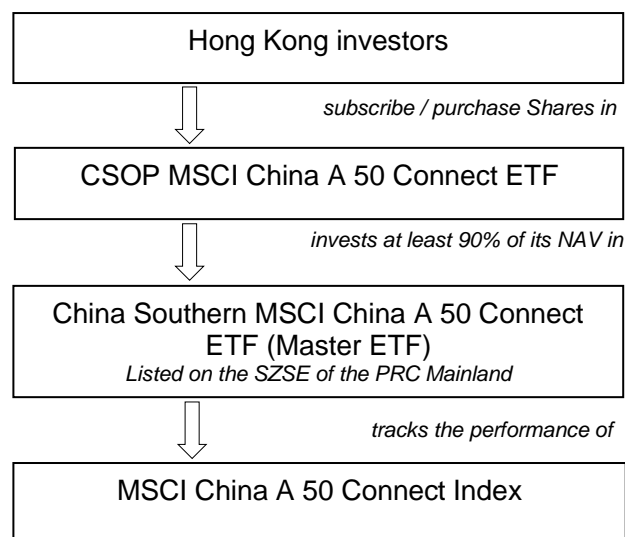 Hong Kong investors
subscribe / purchase Shares in
CSOP MSCI China A 50 Connect ETF
invests at least 90% of its NAV in
China Southern MSCI China A 50 Connect
ETF (Master ETF)
Listed on the SZSE of the PRC Mainland
tracks the performance of
MSCI China A 50 Connect Index